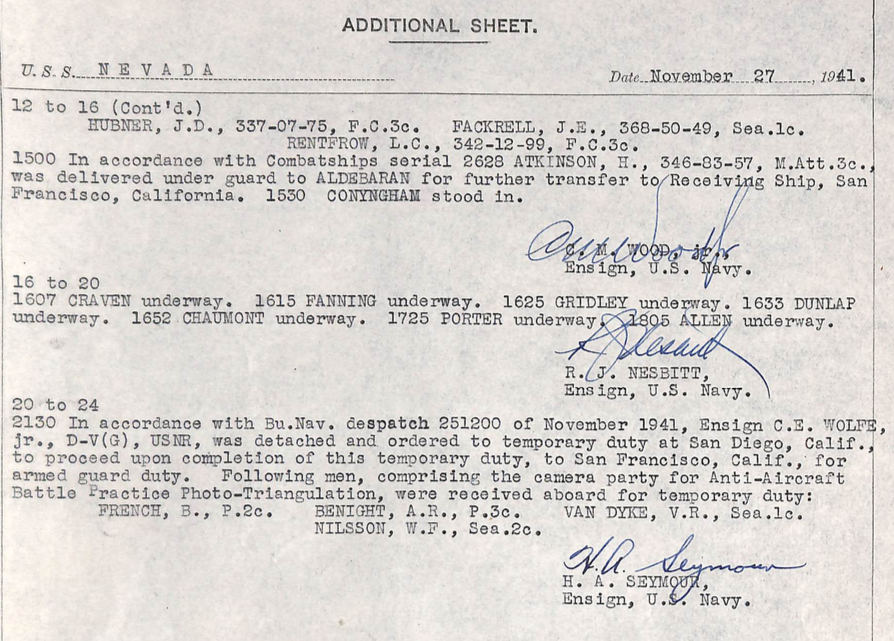 ADDITIONAL SHEET.
U. S. S. NEVADA Date November 27, 1941.
12 to 16 (Cont'd.)
HUBNER, J.D., 337-07-75, F.C.3c. FACKRELL, J.E., 368-50-49, Sea.1c.
RENTFROW, L.C., 342-12-99, F.C.3c.
1500 In accordance with Combatships serial 2628 ATKINSON, H., 346-83-57, M.Att.3c.,
was delivered under guard to ALDEBARAN for further transfer to Receiving Ship, San
Francisco, California. 1530 CONYNGHAM stood in.
C. M. WOOD, jr.,
Ensign, U.S. Navy.
16 to 20
1607 CRAVEN underway. 1615 FANNING underway. 1625 GRIDLEY underway. 1633 DUNLAP
underway. 1652 CHAUMONT underway. 1725 PORTER underway. 1805 ALLEN underway.
R. J. Nesbitt
R. J. NESBITT,
Ensign, U.S. Navy.
20 to 24
2130 In accordance with Bu.Nav. despatch 251200 of November 1941, Ensign C.E. WOLFE,
jr., D-V(G), USNR, was detached and ordered to temporary duty at San Diego, Calif.,
to proceed upon completion of this temporary duty, to San Francisco, Calif., for
armed guard duty. Following men, comprising the camera party for Anti-Aircraft
Battle Practice Photo-Triangulation, were received aboard for temporary duty:
FRENCH, B., P.2c. BENIGHT, A.R., P.3c. VAN DYKE, V.R., Sea.1c.
NILSSON, W.F., Sea.2c.
H. A. Seymour
H. A. SEYMOUR,
Ensign, U.S. Navy.